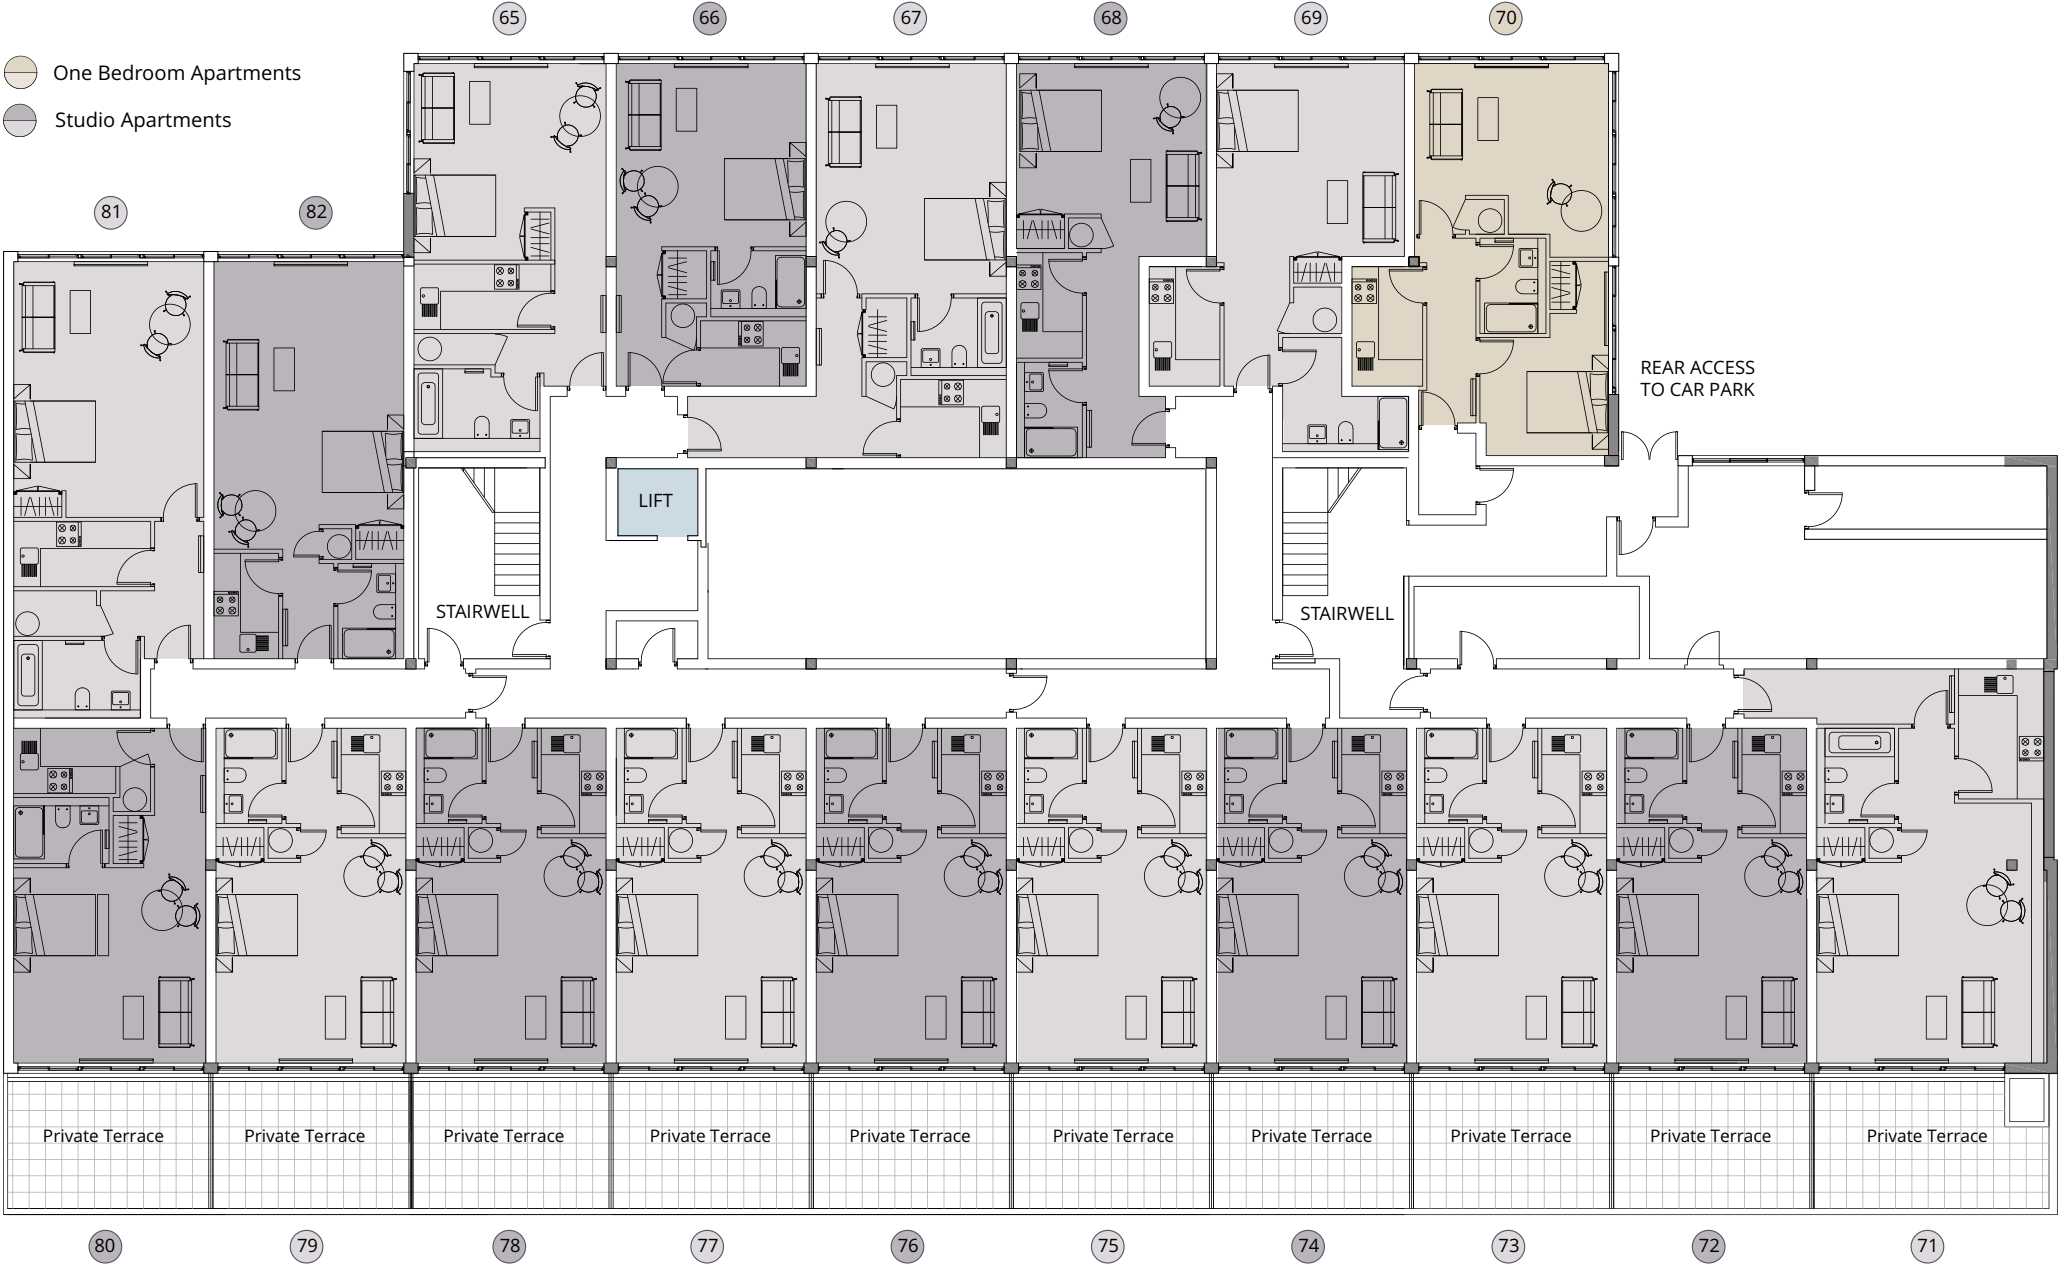 65
66
67
68
69
70
One Bedroom Apartments
Studio Apartments
81
82
REAR ACCESS
TO CAR PARK
LIFT
STAIRWELL
STAIRWELL
Private Terrace
Private Terrace
Private Terrace
Private Terrace
Private Terrace
Private Terrace
Private Terrace
Private Terrace
Private Terrace
Private Terrace
80
79
78
77
76
75
74
73
72
71